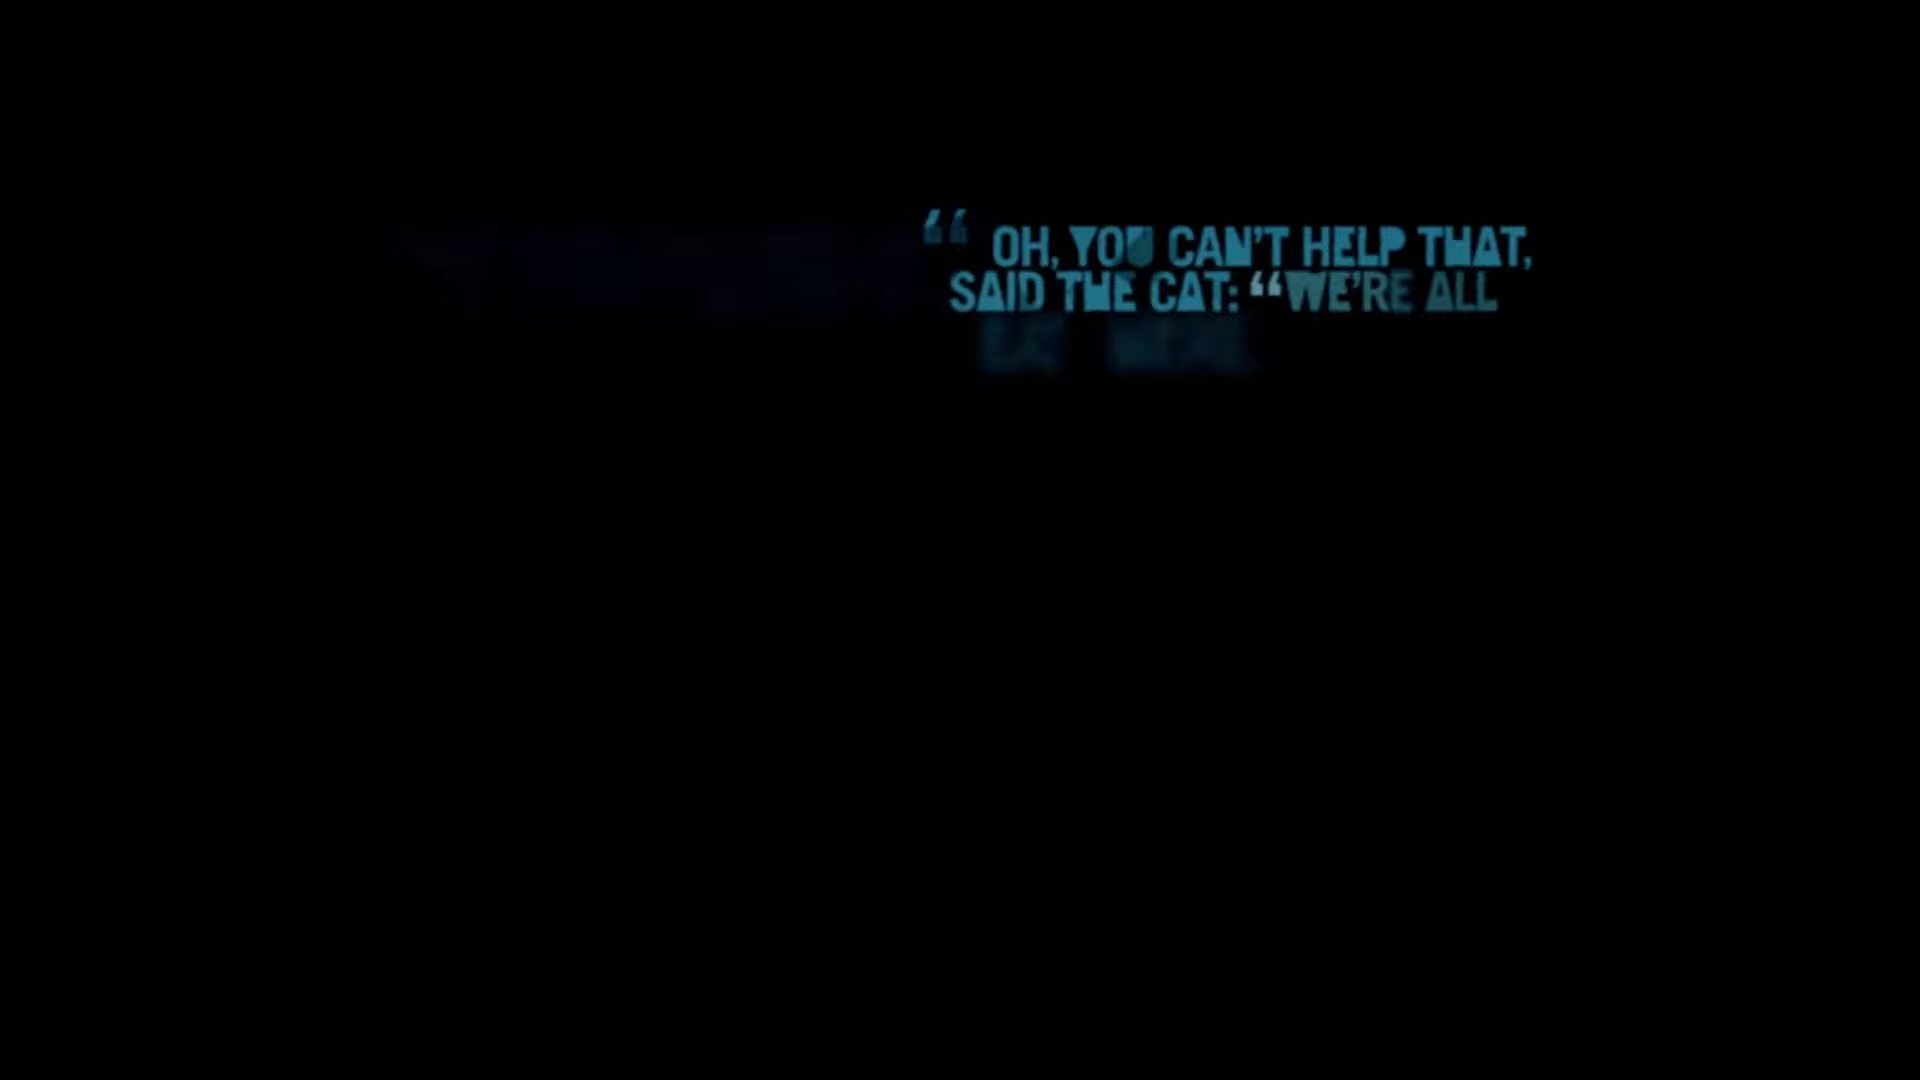 “ OH, YOU CAN’T HELP THAT,
SAID THE CAT: “WE’RE ALL